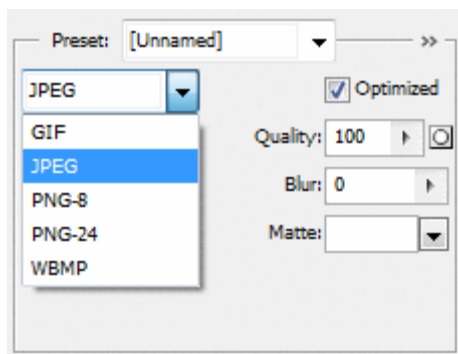 Preset: [Unnamed]
JPEG Optimized
GIF Quality: 100
JPEG
PNG-8 Blur: 0
PNG-24 Matte:
WBMP